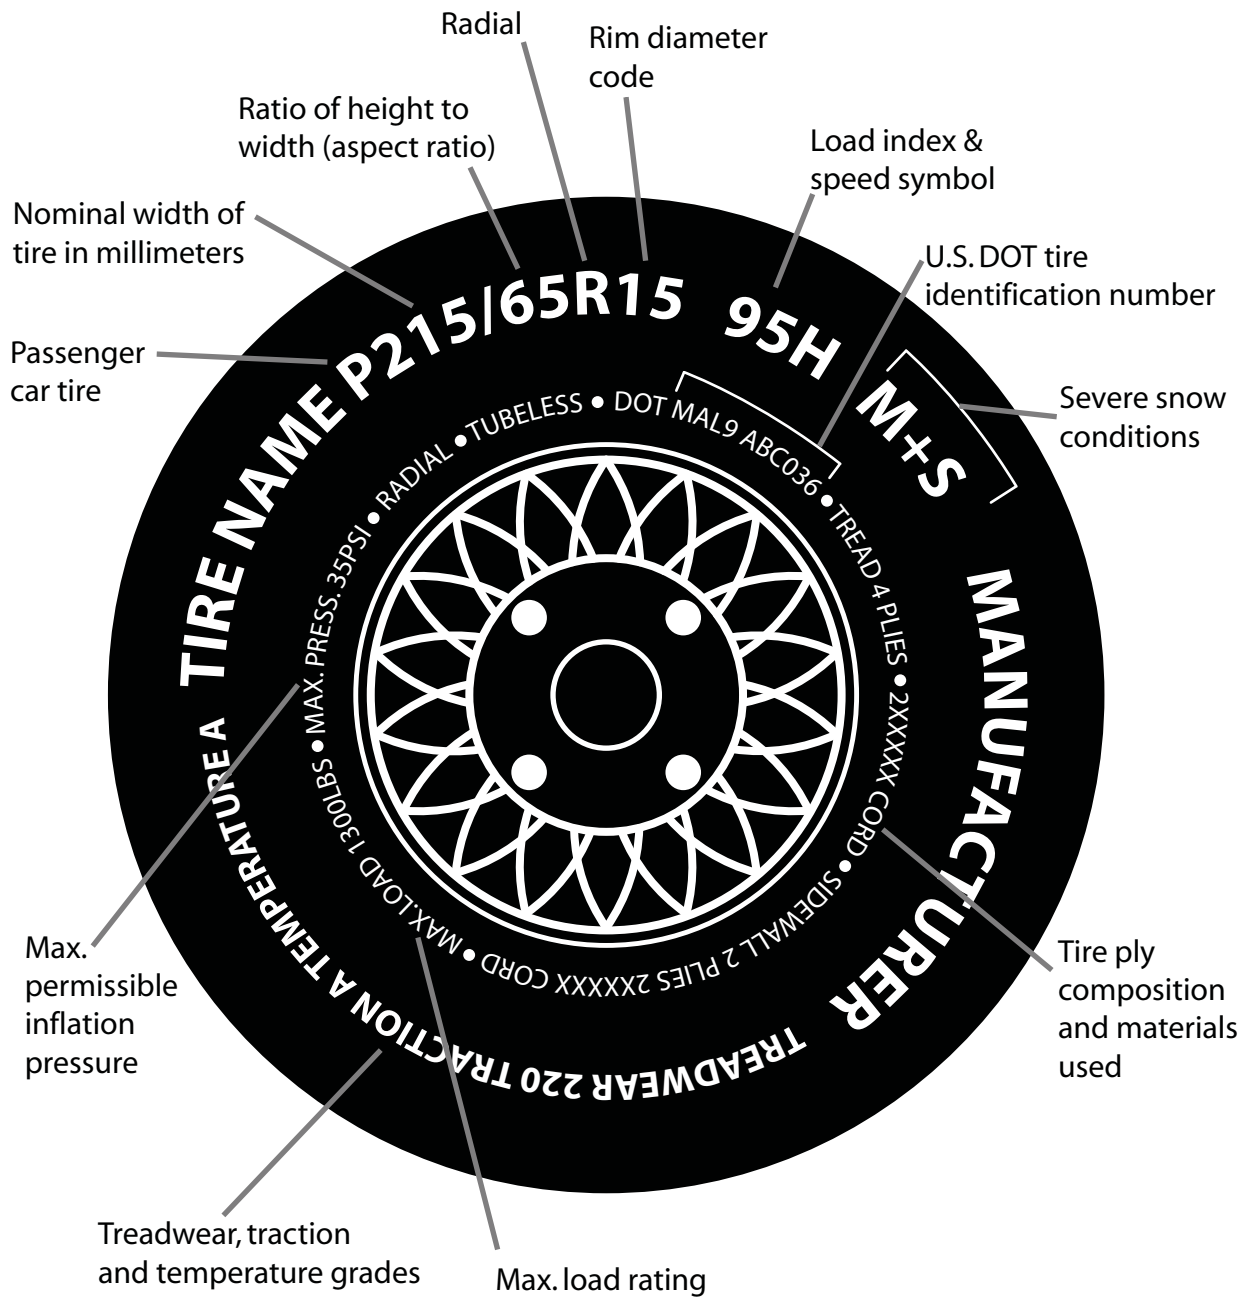 Radial
Rim diameter
code
Ratio of height to
width (aspect ratio)
Load index &
speed symbol
Nominal width of
tire in millimeters
U.S. DOT tire
identification number
Passenger
car tire
Severe snow
conditions
TIRE NAME P215/65R15 95H M+S
MANUFACTURER
TREADWEAR 220 TRACTION A TEMPERATURE A
MAX. LOAD 1300LBS • MAX. PRESS. 35PSI • RADIAL • TUBELESS • DOT MAL9 ABC036 • TREAD 4 PLIES • 2XXXXX CORD • SIDEWALL 2 PLIES 2XXXXX CORD •
Max.
permissible
inflation
pressure
Tire ply
composition
and materials
used
Treadwear, traction
and temperature grades
Max. load rating